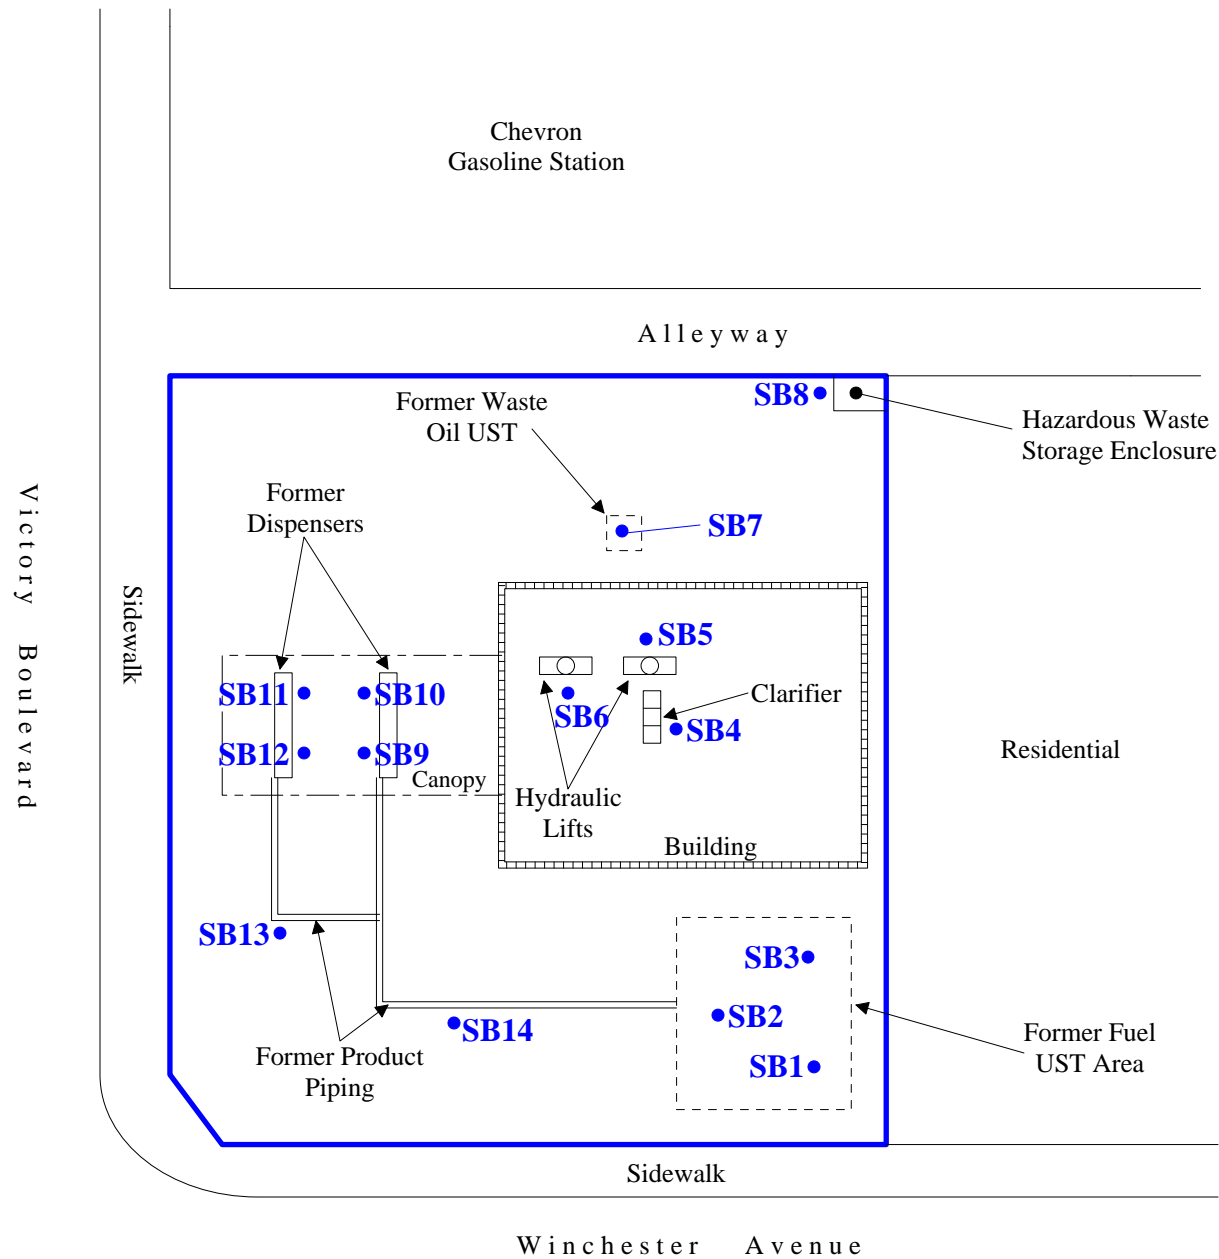 Chevron
Gasoline Station
Alleyway
SB8
Former Waste
Oil UST
Hazardous Waste
Storage Enclosure
Former
Dispensers
SB7
Victory Boulevard
Sidewalk
SB5
SB11
SB10
SB6
Clarifier
SB4
SB12
SB9
Canopy
Residential
Hydraulic
Lifts
Building
SB13
SB3
SB2
SB14
Former Product
Piping
SB1
Former Fuel
UST Area
Sidewalk
Winchester Avenue